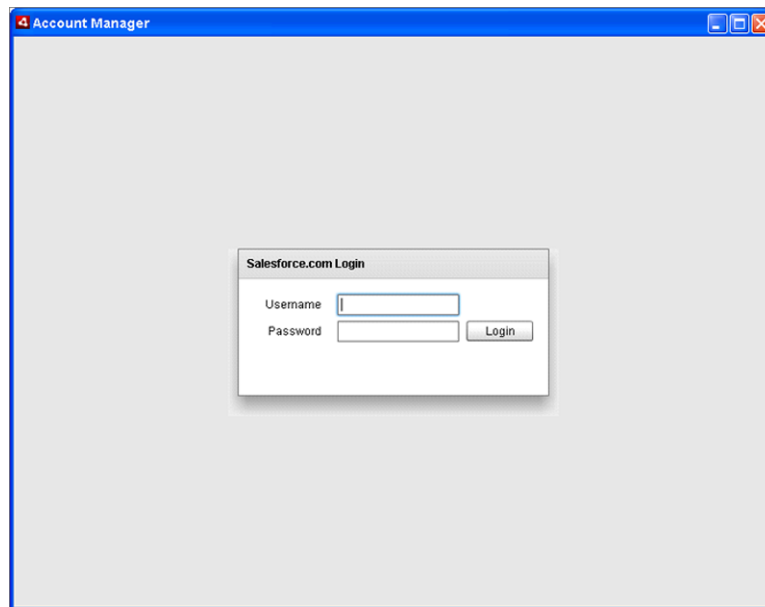 Account Manager
Salesforce.com Login
Username
Password
Login